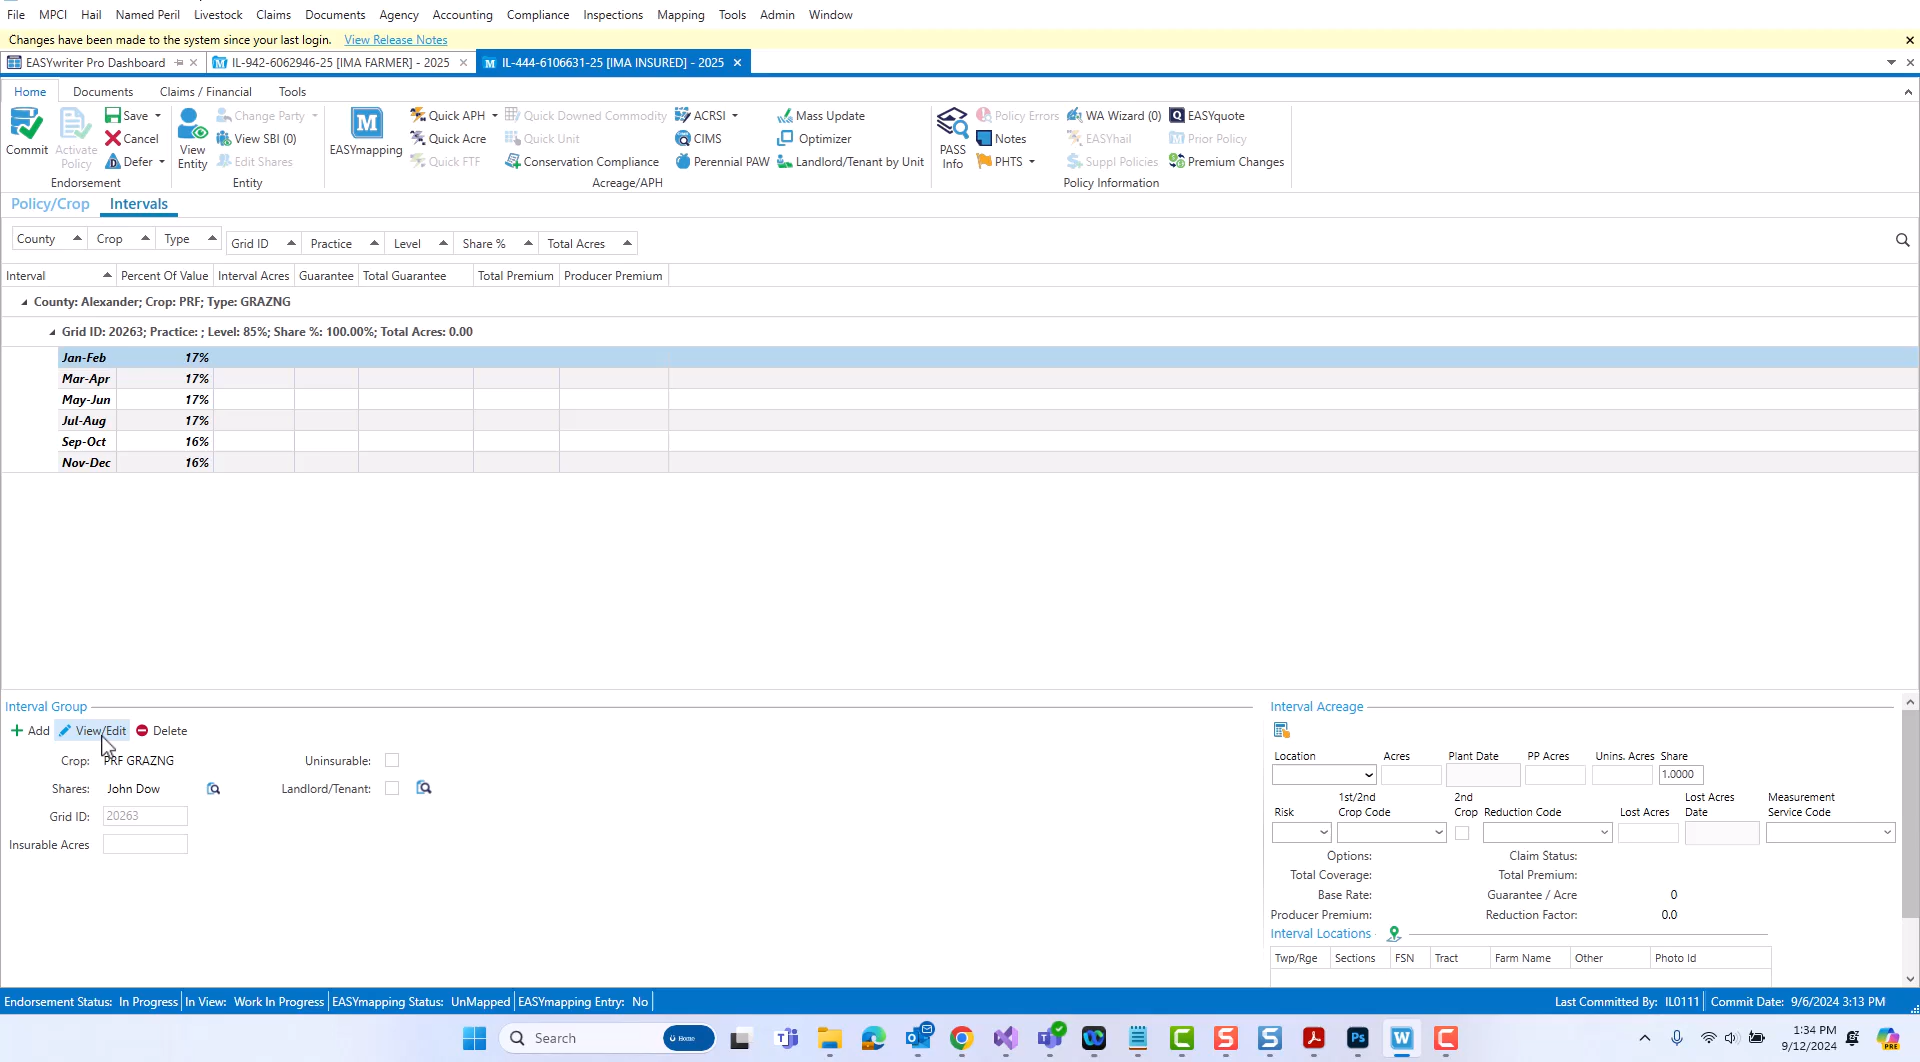 File MPCI Hail Named Peril Livestock Claims Documents Agency Accounting Compliance Inspections Mapping Tools Admin Window
Changes have been made to the system since your last login. View Release Notes
EASYwriter Pro Dashboard IL-942-6062946-25 [IMA FARMER] - 2025 IL-444-6106631-25 [IMA INSURED] - 2025
Home Documents Claims / Financial Tools
Commit Activate Policy Save Cancel Defer
Endorsement
View Entity Change Party View SBI (0) Edit Shares
Entity
EASYmapping Quick APH Quick Acre Quick FTF Quick Downed Commodity Quick Unit Conservation Compliance ACRSI CIMS Perennial PAW Mass Update Optimizer Landlord/Tenant by Unit
Acreage/APH
PASS Info Policy Errors Notes PHTS WA Wizard (0) EASYhail Suppl Policies EASYquote Prior Policy Premium Changes
Policy Information
Policy/Crop Intervals
County Crop Type Grid ID Practice Level Share % Total Acres
Interval Percent Of Value Interval Acres Guarantee Total Guarantee Total Premium Producer Premium
County: Alexander; Crop: PRF; Type: GRAZNG
Grid ID: 20263; Practice: ; Level: 85%; Share %: 100.00%; Total Acres: 0.00
Jan-Feb 17%
Mar-Apr 17%
May-Jun 17%
Jul-Aug 17%
Sep-Oct 16%
Nov-Dec 16%
Interval Group
Add View/Edit Delete
Crop: PRF GRAZNG Uninsurable:
Shares: John Dow Landlord/Tenant:
Grid ID: 20263
Insurable Acres
Interval Acreage
Location Acres Plant Date PP Acres Unins. Acres Share
1.0000
Risk 1st/2nd Crop Code 2nd Crop Reduction Code Lost Acres Lost Acres Date Measurement Service Code
Options: Claim Status:
Total Coverage: Total Premium:
Base Rate: Guarantee / Acre 0
Producer Premium: Reduction Factor: 0.0
Interval Locations
Twp/Rge Sections FSN Tract Farm Name Other Photo Id
Endorsement Status: In Progress In View: Work In Progress EASYmapping Status: UnMapped EASYmapping Entry: No Last Committed By: IL0111 Commit Date: 9/6/2024 3:13 PM
Search Home 1:34 PM
9/12/2024